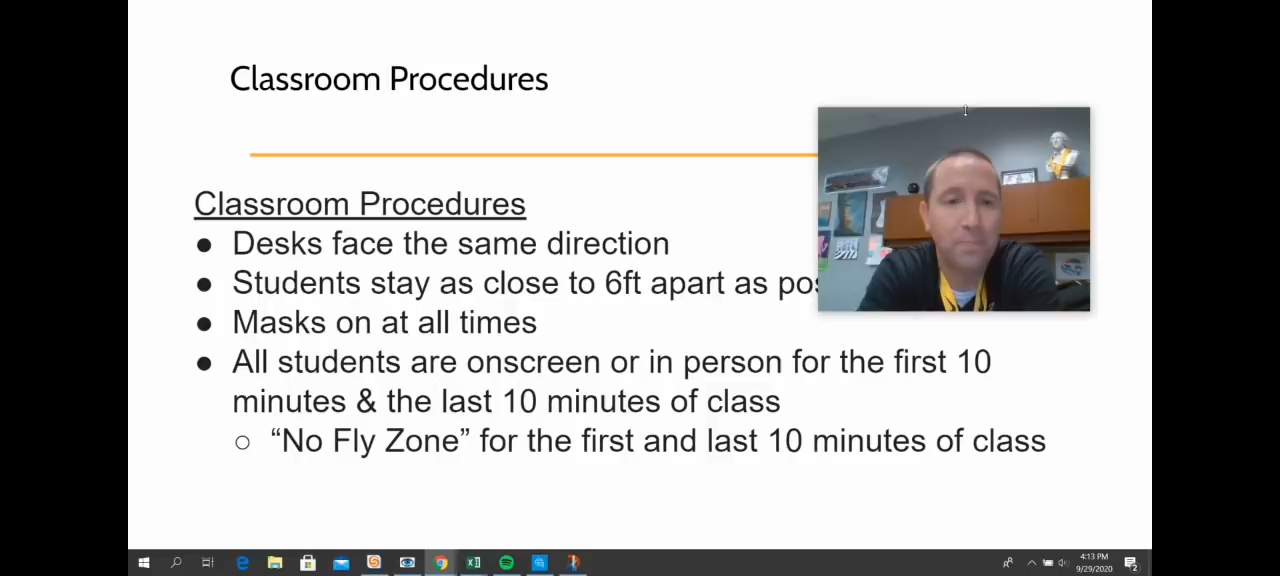 Classroom Procedures
Classroom Procedures
● Desks face the same direction
● Students stay as close to 6ft apart as
● Masks on at all times
● All students are onscreen or in person for the first 10
minutes & the last 10 minutes of class
○ “No Fly Zone” for the first and last 10 minutes of class
4:13 PM
9/29/2020
2